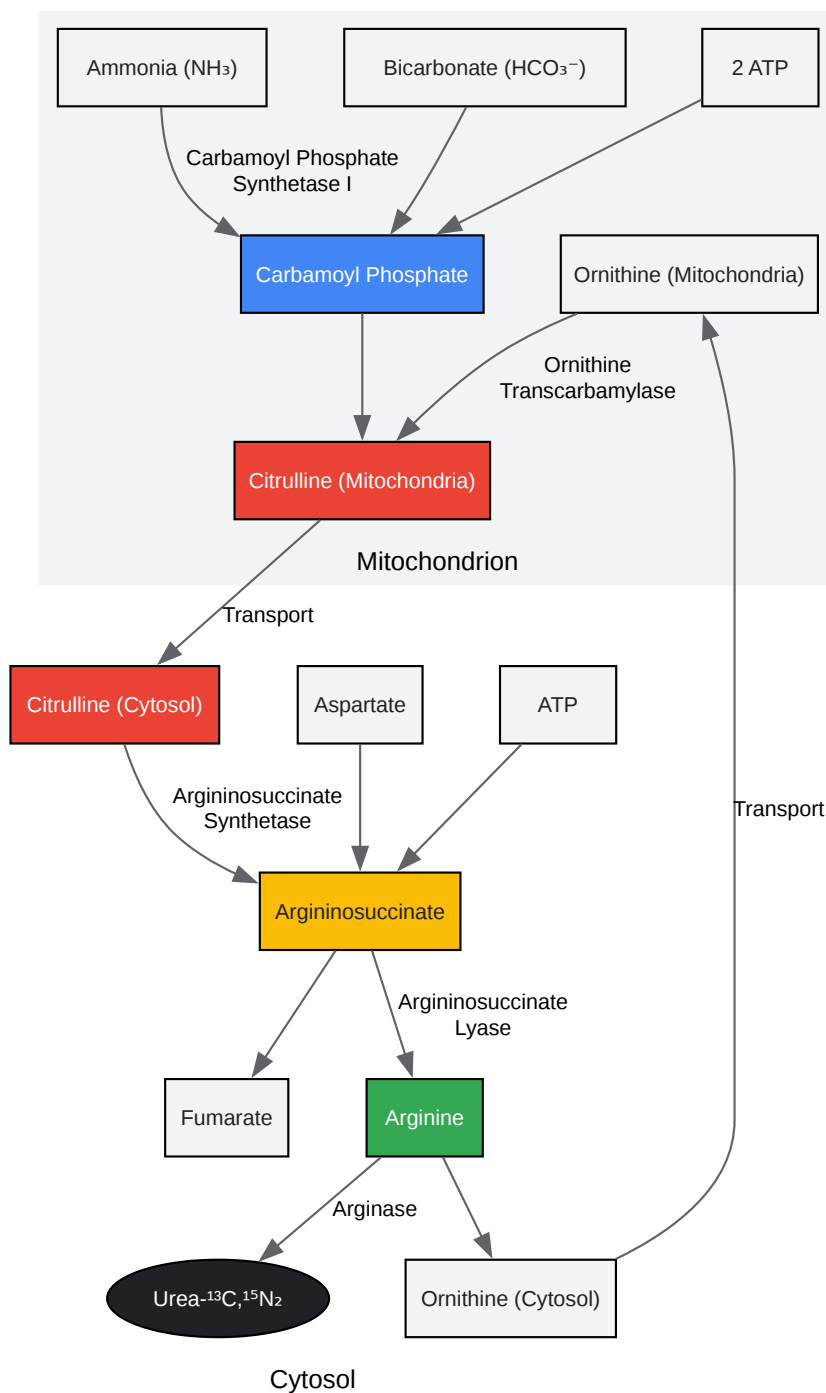 Ammonia (NH₃)
Bicarbonate (HCO₃⁻)
2 ATP
Carbamoyl Phosphate
Synthetase I
Carbamoyl Phosphate
Ornithine (Mitochondria)
Ornithine
Transcarbamylase
Citrulline (Mitochondria)
Mitochondrion
Transport
Citrulline (Cytosol)
Aspartate
ATP
Argininosuccinate
Synthetase
Transport
Argininosuccinate
Argininosuccinate
Lyase
Fumarate
Arginine
Arginase
Urea-¹³C,¹⁵N₂
Ornithine (Cytosol)
Cytosol